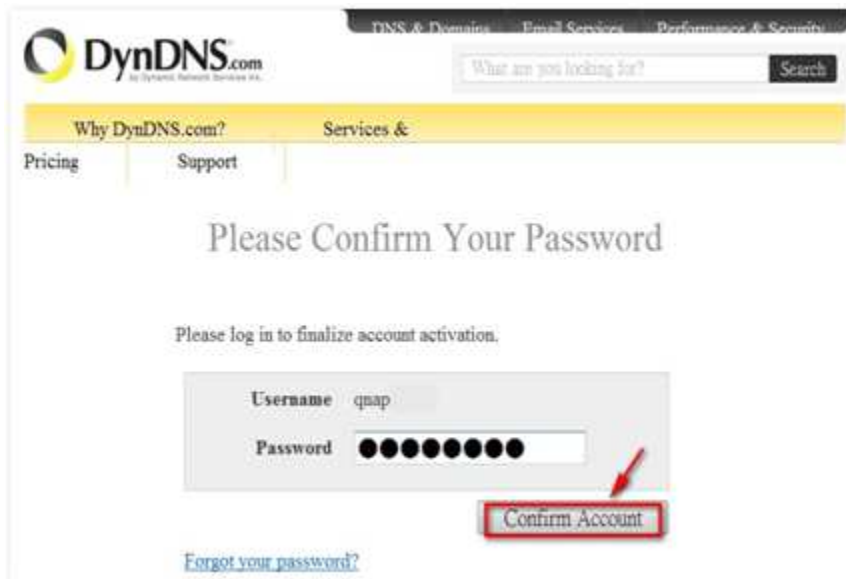 DNS & Domains Email Services Performance & Security
DynDNS.com
by Dynamic Network Services Inc.
What are you looking for?
Search
Why DynDNS.com? Services &
Pricing Support
Please Confirm Your Password
Please log in to finalize account activation.
Username qnap
Password ●●●●●●●●
Confirm Account
Forgot your password?